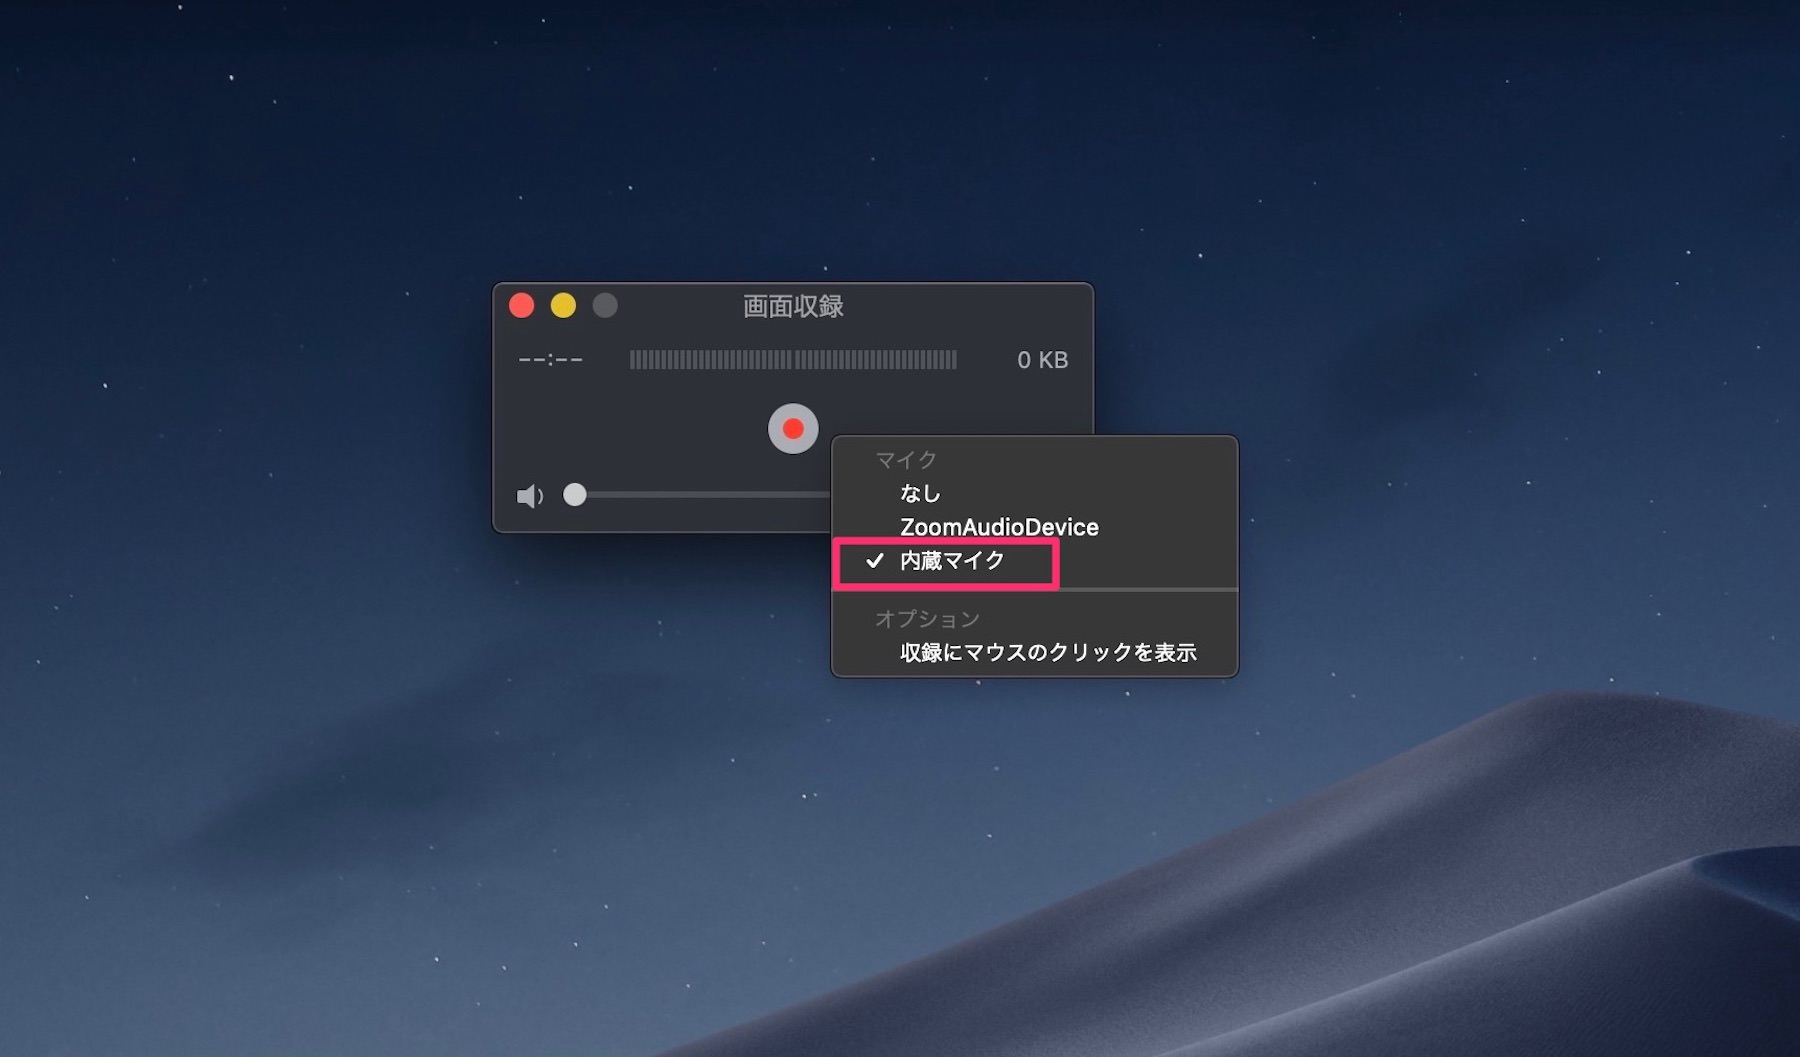 画面収録
--:--
0 KB
マイク
なし
ZoomAudioDevice
✓ 内蔵マイク
オプション
収録にマウスのクリックを表示